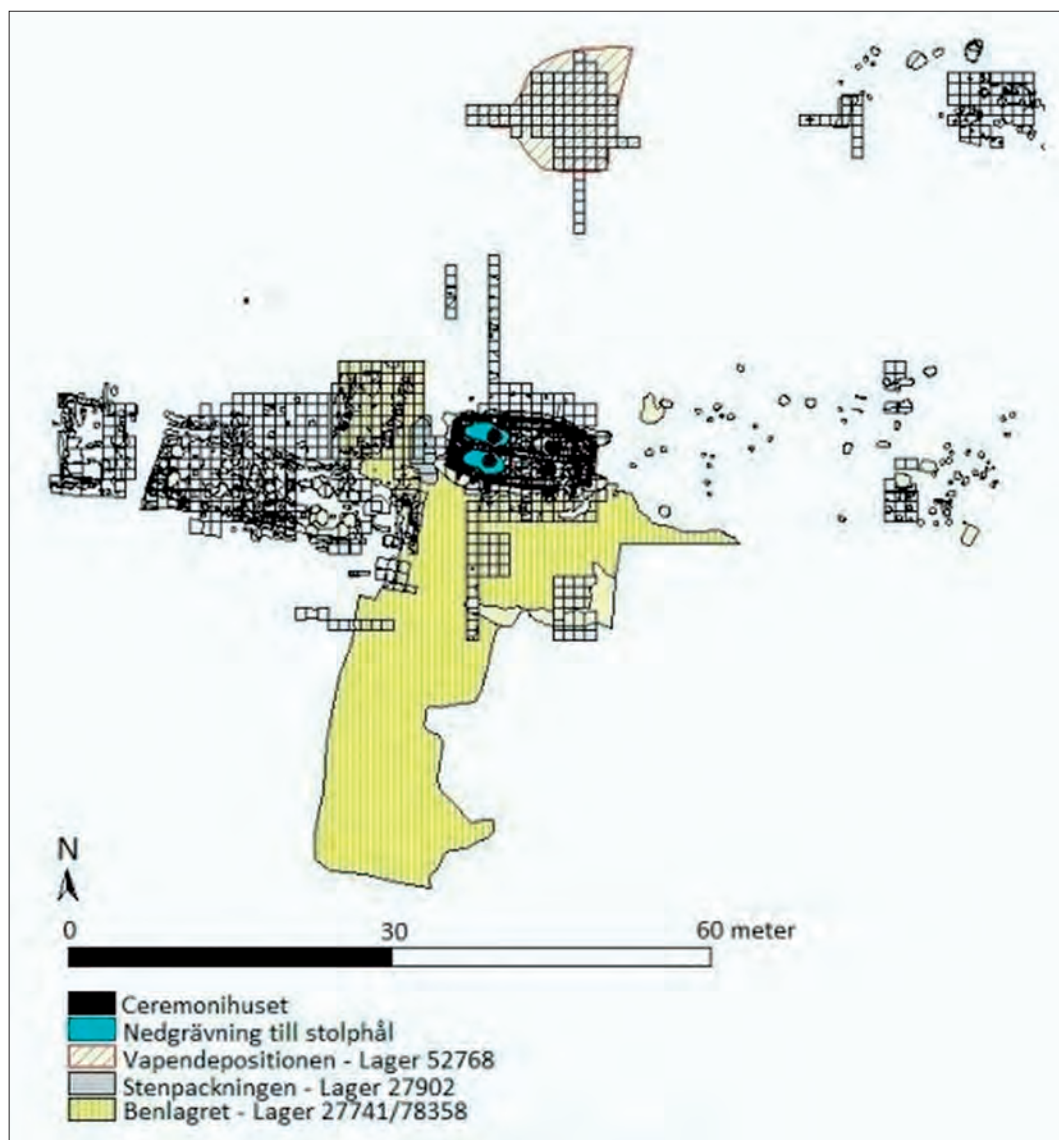 N
0 30 60 meter
Ceremonihuset
Nedgrävning till stolphål
Vapendepositionen - Lager 52768
Stenpackningen - Lager 27902
Benlagret - Lager 27741/78358